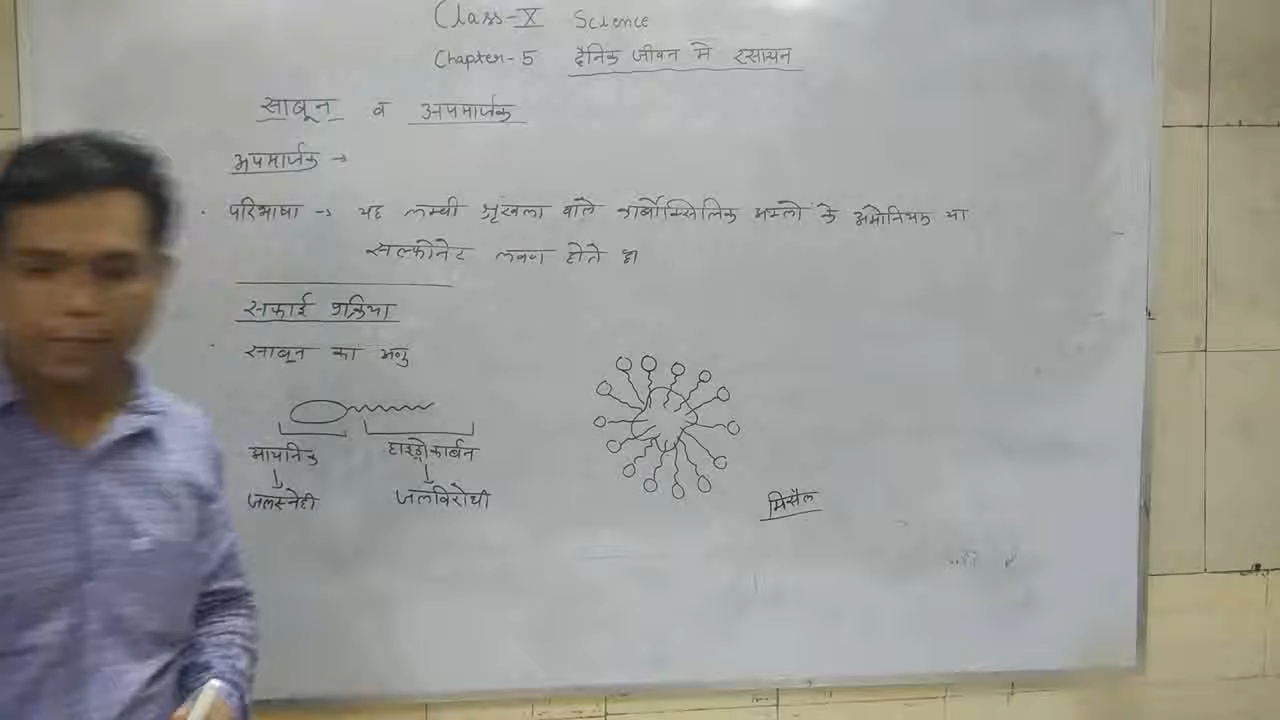 Class-X Science
Chapter-5 दैनिक जीवन मे रसायन
साबून व अपमार्जक
अपमार्जक →
परिभाषा → यह लम्बी श्रृंखला वाले कार्बोक्सिलिक अम्लो के अमोनियम या
सल्फोनेट लवण होते है।
सफाई प्रक्रिया
साबून का अणु
आयनिक हाइड्रोकार्बन
जलस्नेही जलविरोधी
मिसैल